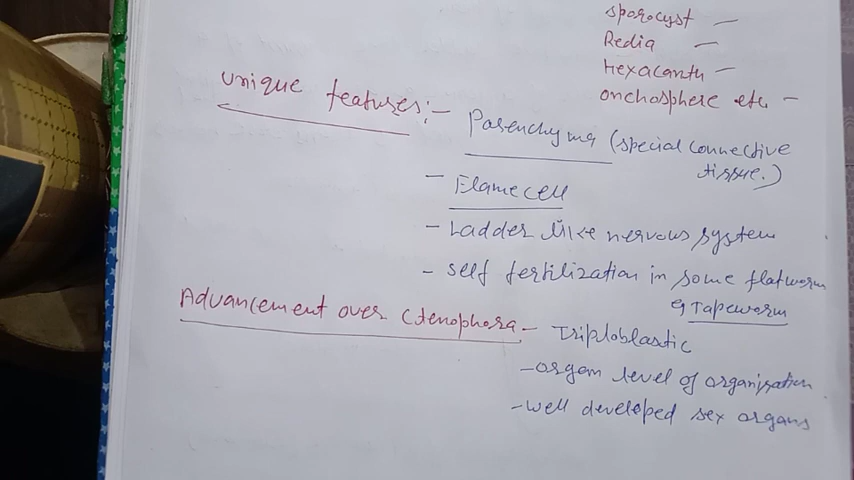 sporocyst —
Redia —
Hexacanth —
onchosphere etc —
Unique features:- Parenchyma (special connective
tissue.)
- Flame cell
- Ladder like nervous system
- self fertilization in some flatworm
eg Tapeworm
Advancement over Ctenophora - Triploblastic
- organ level of organisation
- well developed sex organs